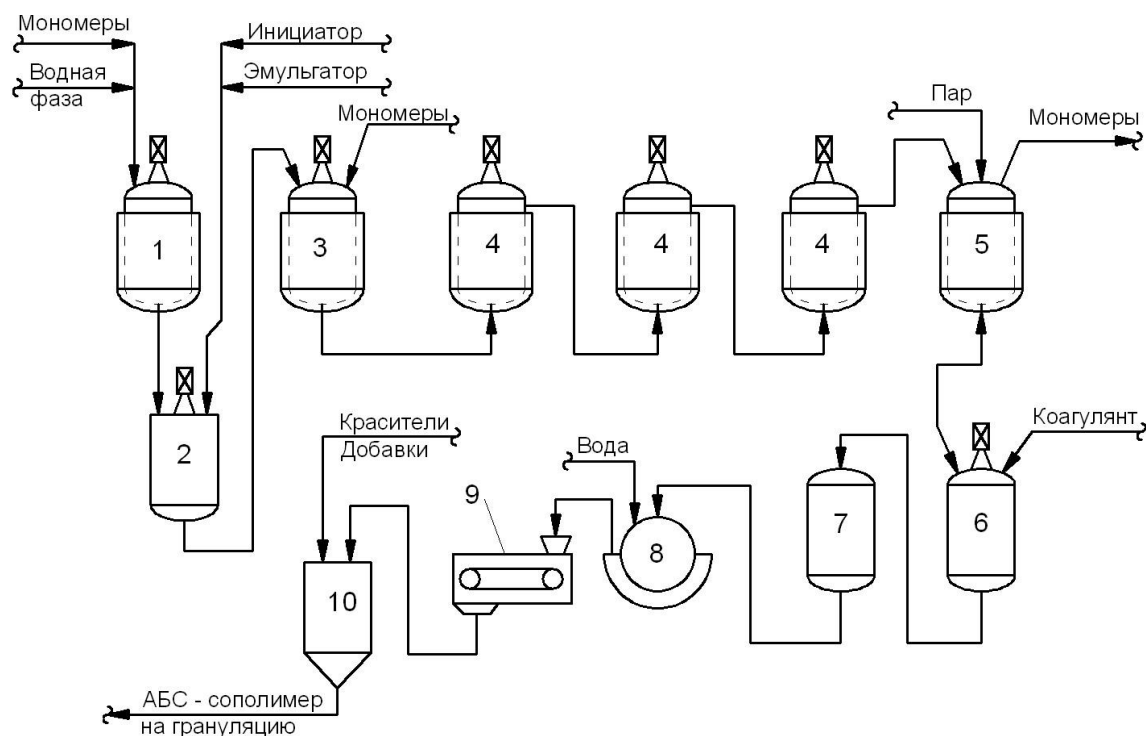 Мономеры
Инициатор
Водная
фаза
Эмульгатор
Мономеры
Пар
Мономеры
1
3
4
4
4
5
2
Красители
Добавки
Вода
Коагулянт
9
7
6
8
10
АБС - сополимер
на грануляцию